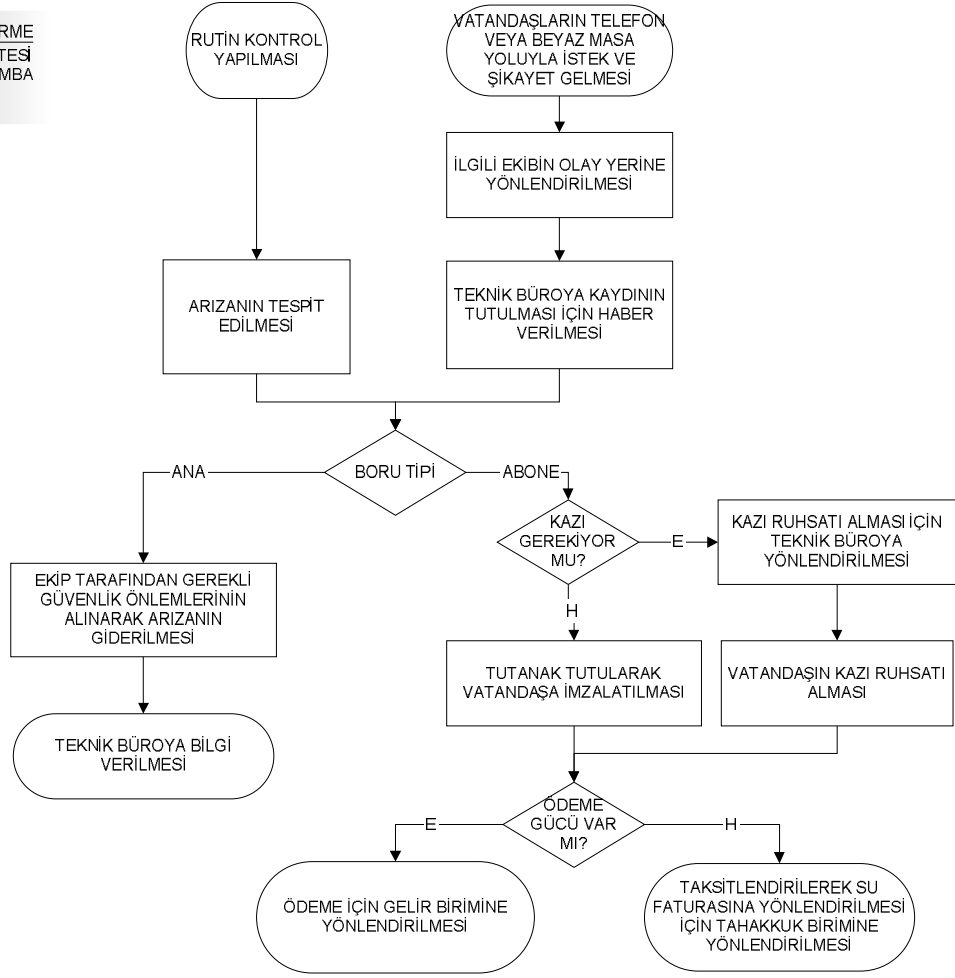 RME
TESİ
MBA
RUTİN KONTROL
YAPILMASI
VATANDAŞLARIN TELEFON
VEYA BEYAZ MASA
YOLUYLA İSTEK VE
ŞİKAYET GELMESİ
İLGİLİ EKİBİN OLAY YERİNE
YÖNLENDİRİLMESİ
ARIZANIN TESPİT
EDİLMESİ
TEKNİK BÜROYA KAYDININ
TUTULMASI İÇİN HABER
VERİLMESİ
BORU TİPİ
ANA
ABONE
KAZI
GEREKİYOR
MU?
E
KAZI RUHSATI ALMASI İÇİN
TEKNİK BÜROYA
YÖNLENDİRİLMESİ
EKİP TARAFINDAN GEREKLİ
GÜVENLİK ÖNLEMLERİNİN
ALINARAK ARIZANIN
GİDERİLMESİ
H
TUTANAK TUTULARAK
VATANDAŞA İMZALATILMASI
VATANDAŞIN KAZI RUHSATI
ALMASI
TEKNİK BÜROYA BİLGİ
VERİLMESİ
ÖDEME
GÜCÜ VAR
MI?
E
H
ÖDEME İÇİN GELİR BİRİMİNE
YÖNLENDİRİLMESİ
TAKSİTLENDİRİLEREK SU
FATURASINA YÖNLENDİRİLMESİ
İÇİN TAHAKKUK BİRİMİNE
YÖNLENDİRİLMESİ